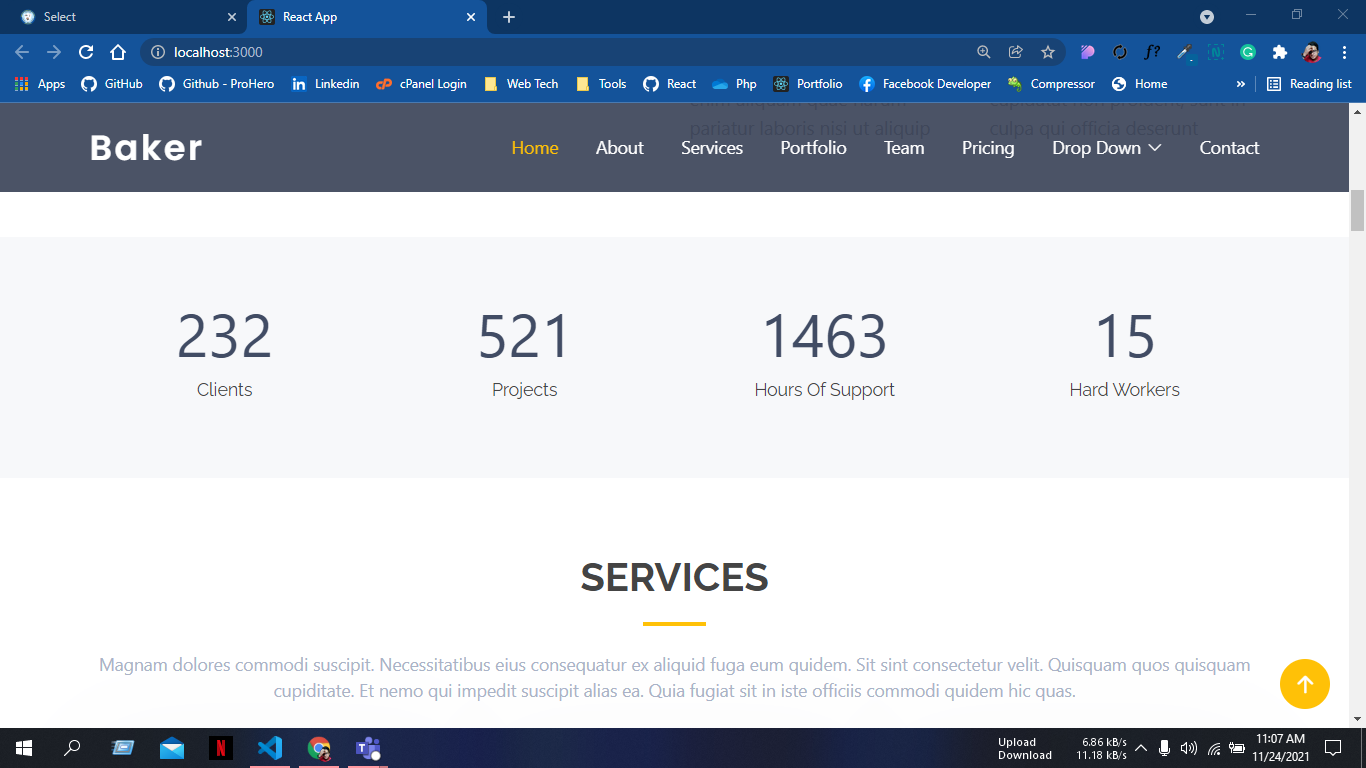 Select
React App
localhost:3000
f?
N
G
Apps
GitHub
Github - ProHero
Linkedin
cPanel Login
Web Tech
Tools
React
Php
Portfolio
Facebook Developer
Compressor
Home
»
Reading list
pariatur laboris nisi ut aliquip
culpa qui officia deserunt
Baker
Home
About
Services
Portfolio
Team
Pricing
Drop Down
Contact
232
521
1463
15
Clients
Projects
Hours Of Support
Hard Workers
SERVICES
Magnam dolores commodi suscipit. Necessitatibus eius consequatur ex aliquid fuga eum quidem. Sit sint consectetur velit. Quisquam quos quisquam
cupiditate. Et nemo qui impedit suscipit alias ea. Quia fugiat sit in iste officiis commodi quidem hic quas.
Upload 6.86 kB/s
Download 11.18 kB/s
11:07 AM
11/24/2021